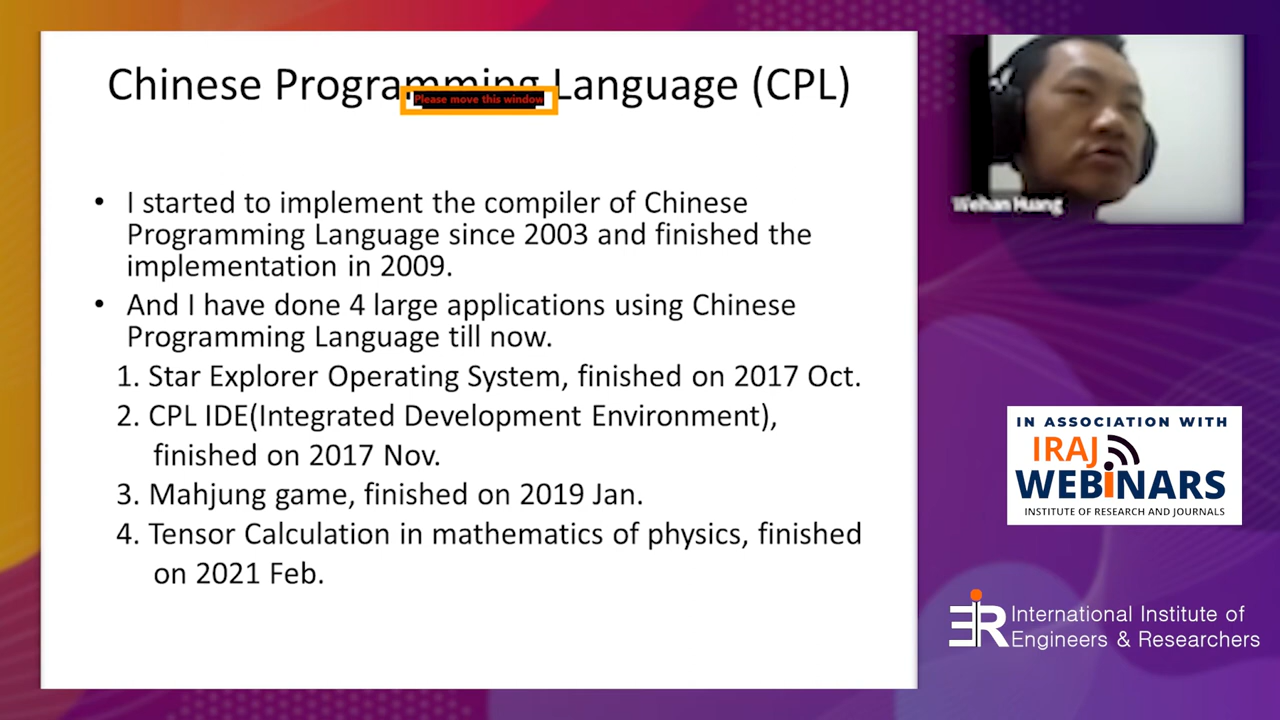 Chinese Programming Language (CPL)
Please move this window
• I started to implement the compiler of Chinese
Programming Language since 2003 and finished the
implementation in 2009.
• And I have done 4 large applications using Chinese
Programming Language till now.
1. Star Explorer Operating System, finished on 2017 Oct.
2. CPL IDE(Integrated Development Environment),
finished on 2017 Nov.
3. Mahjung game, finished on 2019 Jan.
4. Tensor Calculation in mathematics of physics, finished
on 2021 Feb.
Weihan Huang
IN ASSOCIATION WITH
IRAJ
WEBiNARS
INSTITUTE OF RESEARCH AND JOURNALS
IIER
International Institute of
Engineers & Researchers